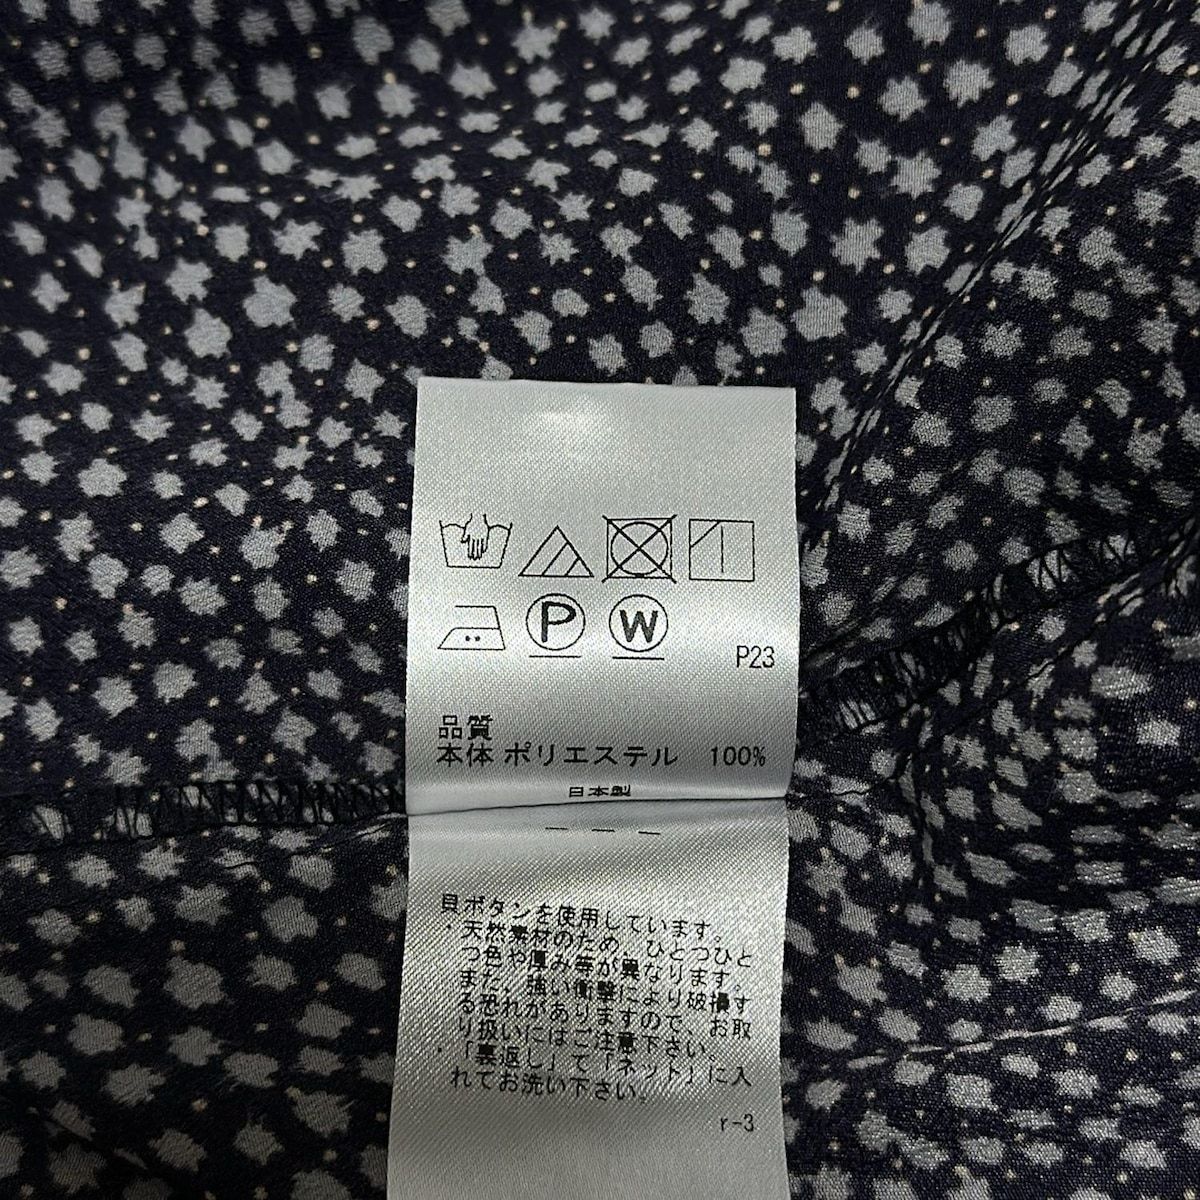 P
W
P23
品質
本体 ポリエステル 100%
日本製
貝ボタンを使用しています。
・天然素材のため ひとつひと
つ色や厚み等が異なります。
また、強い衝撃により破損す
る恐れがありますので、お取
り扱いにはご注意下さい。
・「裏返し」で「ネット」に入
れてお洗い下さい。
r-3